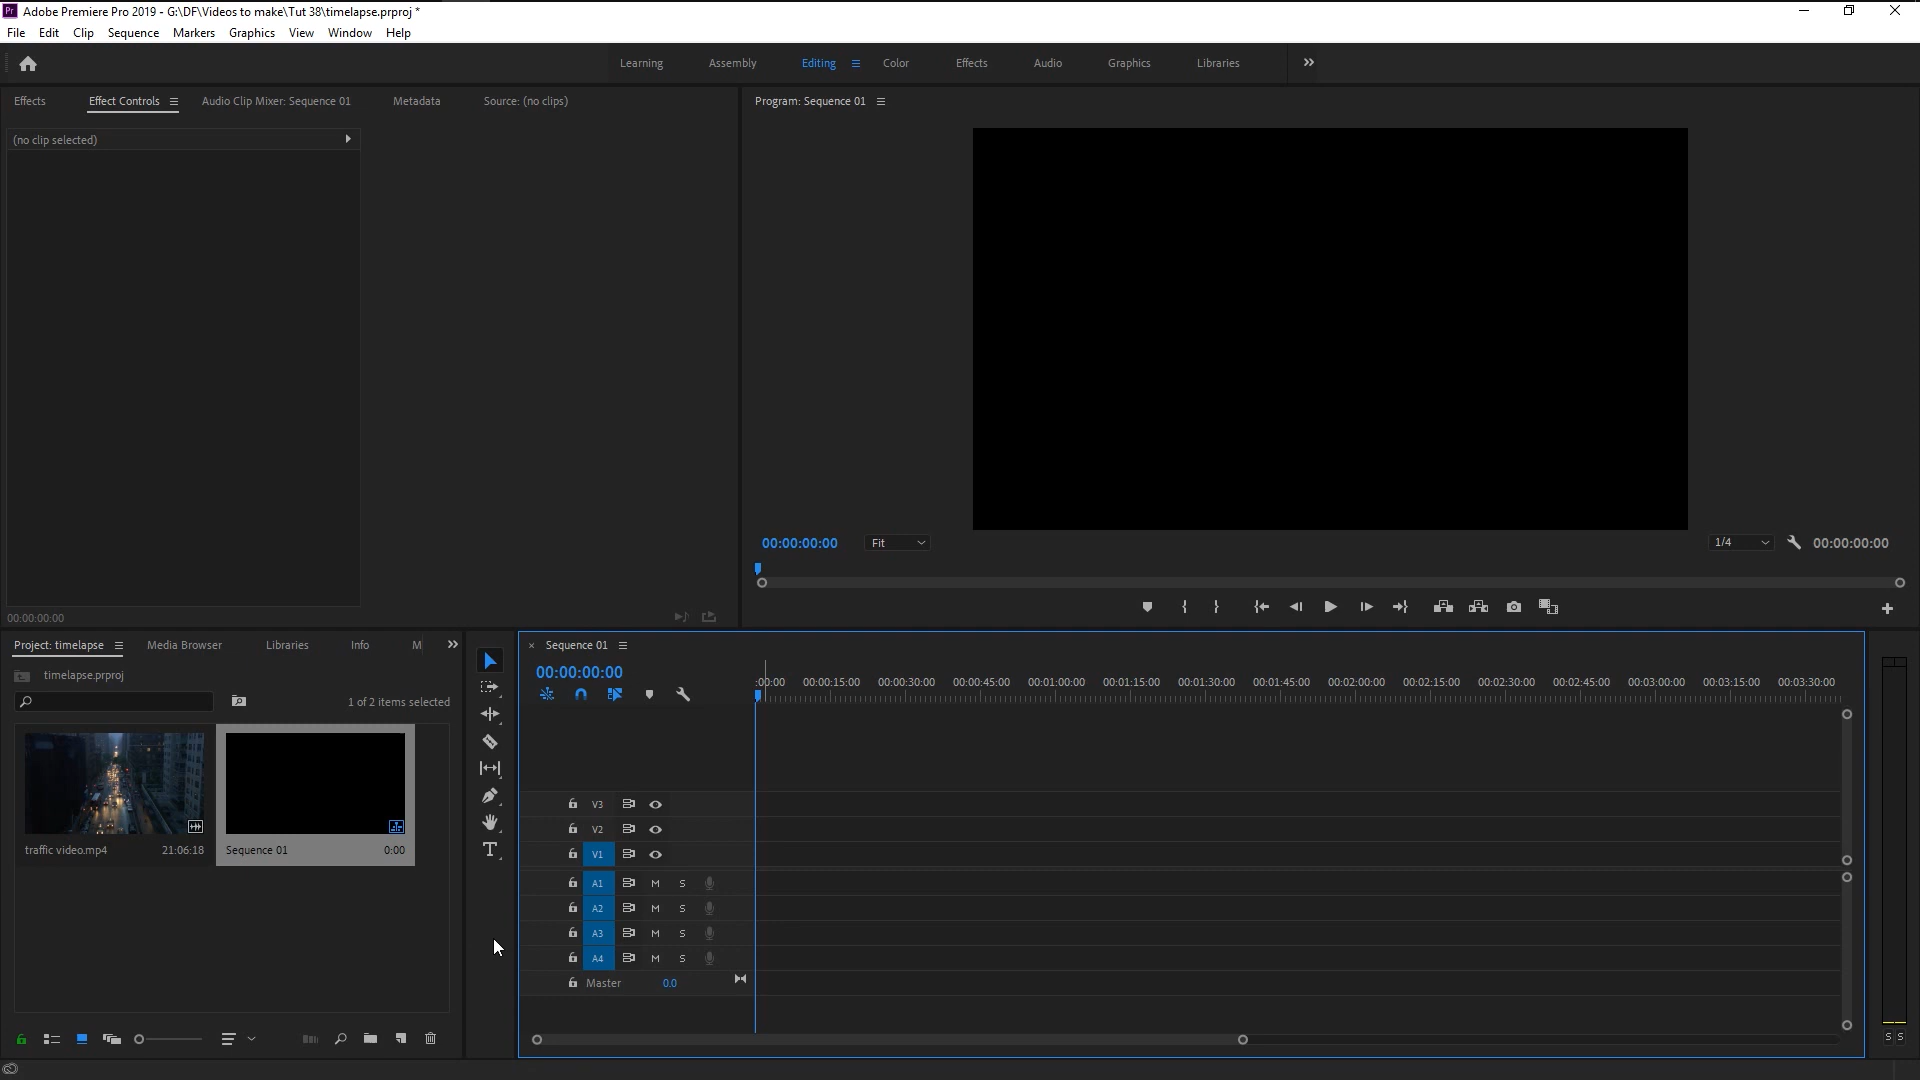 Pr Adobe Premiere Pro 2019 - G:\DF\Videos to make\Tut 38\timelapse.prproj *
File Edit Clip Sequence Markers Graphics View Window Help
Learning Assembly Editing Color Effects Audio Graphics Libraries
Effects Effect Controls Audio Clip Mixer: Sequence 01 Metadata Source: (no clips)
Program: Sequence 01
(no clip selected)
00:00:00:00 Fit 1/4 00:00:00:00
00:00:00:00
Project: timelapse Media Browser Libraries Info M
timelapse.prproj
1 of 2 items selected
traffic video.mp4 21:06:18
Sequence 01 0:00
Sequence 01
00:00:00:00
:00:00 00:00:15:00 00:00:30:00 00:00:45:00 00:01:00:00 00:01:15:00 00:01:30:00 00:01:45:00 00:02:00:00 00:02:15:00 00:02:30:00 00:02:45:00 00:03:00:00 00:03:15:00 00:03:30:00
V3
V2
V1
A1 M S
A2 M S
A3 M S
A4 M S
Master 0.0
S S